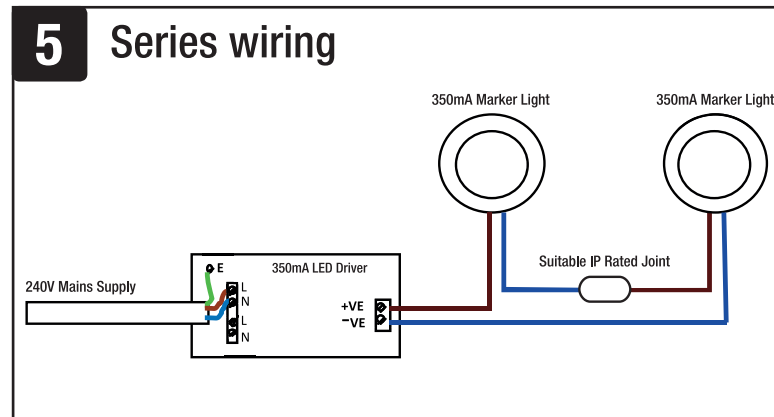 5 Series wiring
350mA Marker Light
350mA Marker Light
E
350mA LED Driver
Suitable IP Rated Joint
240V Mains Supply
L
N
+VE
-VE
L
N